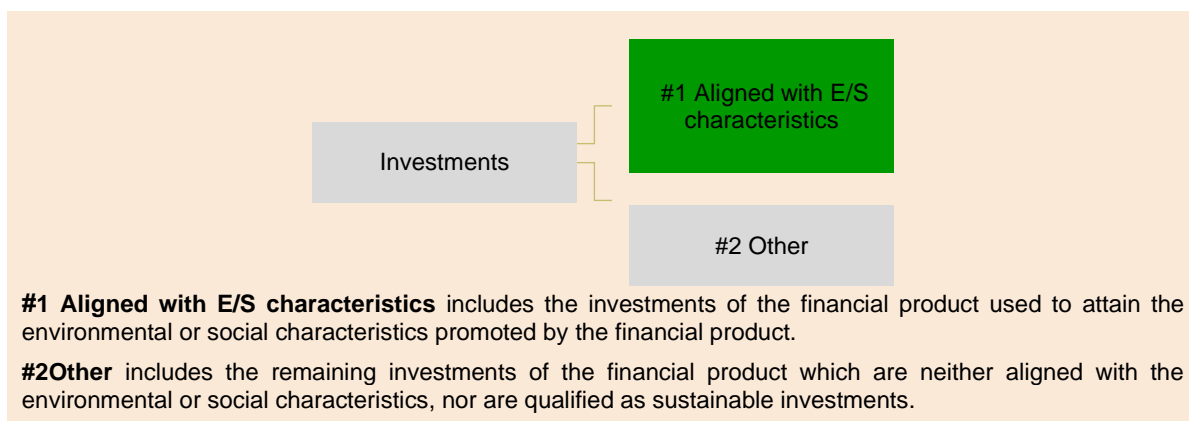 #1 Aligned with E/S
characteristics
Investments
#2 Other
#1 Aligned with E/S characteristics includes the investments of the financial product used to attain the
environmental or social characteristics promoted by the financial product.
#2Other includes the remaining investments of the financial product which are neither aligned with the
environmental or social characteristics, nor are qualified as sustainable investments.